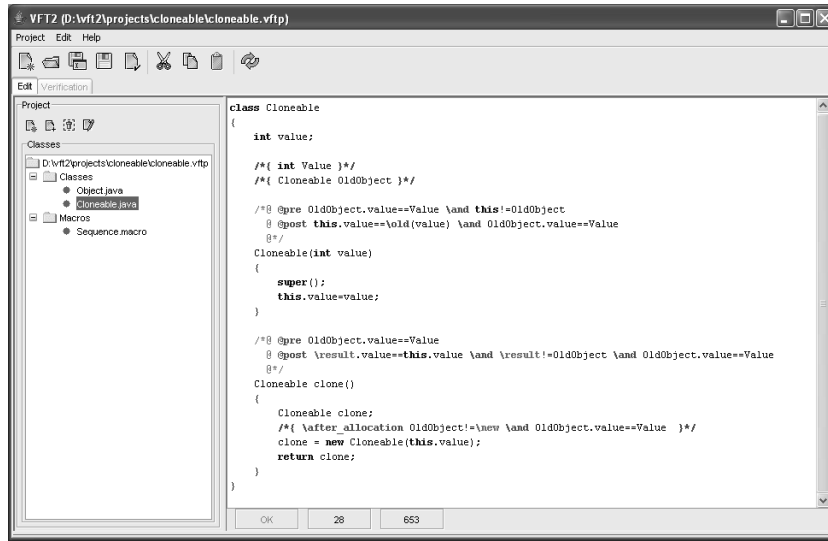 VFT2 (D:\vft2\projects\cloneable\cloneable.vftp)
Project Edit Help
Edit Verification
Project
Classes
D:\vft2\projects\cloneable\cloneable.vftp
Classes
Object.java
Cloneable.java
Macros
Sequence.macro
class Cloneable
{
int value;
/*{ int Value }*/
/*{ Cloneable OldObject }*/
/*@ @pre OldObject.value==Value \and this!=OldObject
@ @post this.value==\old(value) \and OldObject.value==Value
@*/
Cloneable(int value)
{
super();
this.value=value;
}
/*@ @pre OldObject.value==Value
@ @post \result.value==this.value \and \result!=OldObject \and OldObject.value==Value
@*/
Cloneable clone()
{
Cloneable clone;
/*{ \after_allocation OldObject!=\new \and OldObject.value==Value }*/
clone = new Cloneable(this.value);
return clone;
}
}
OK 28 653